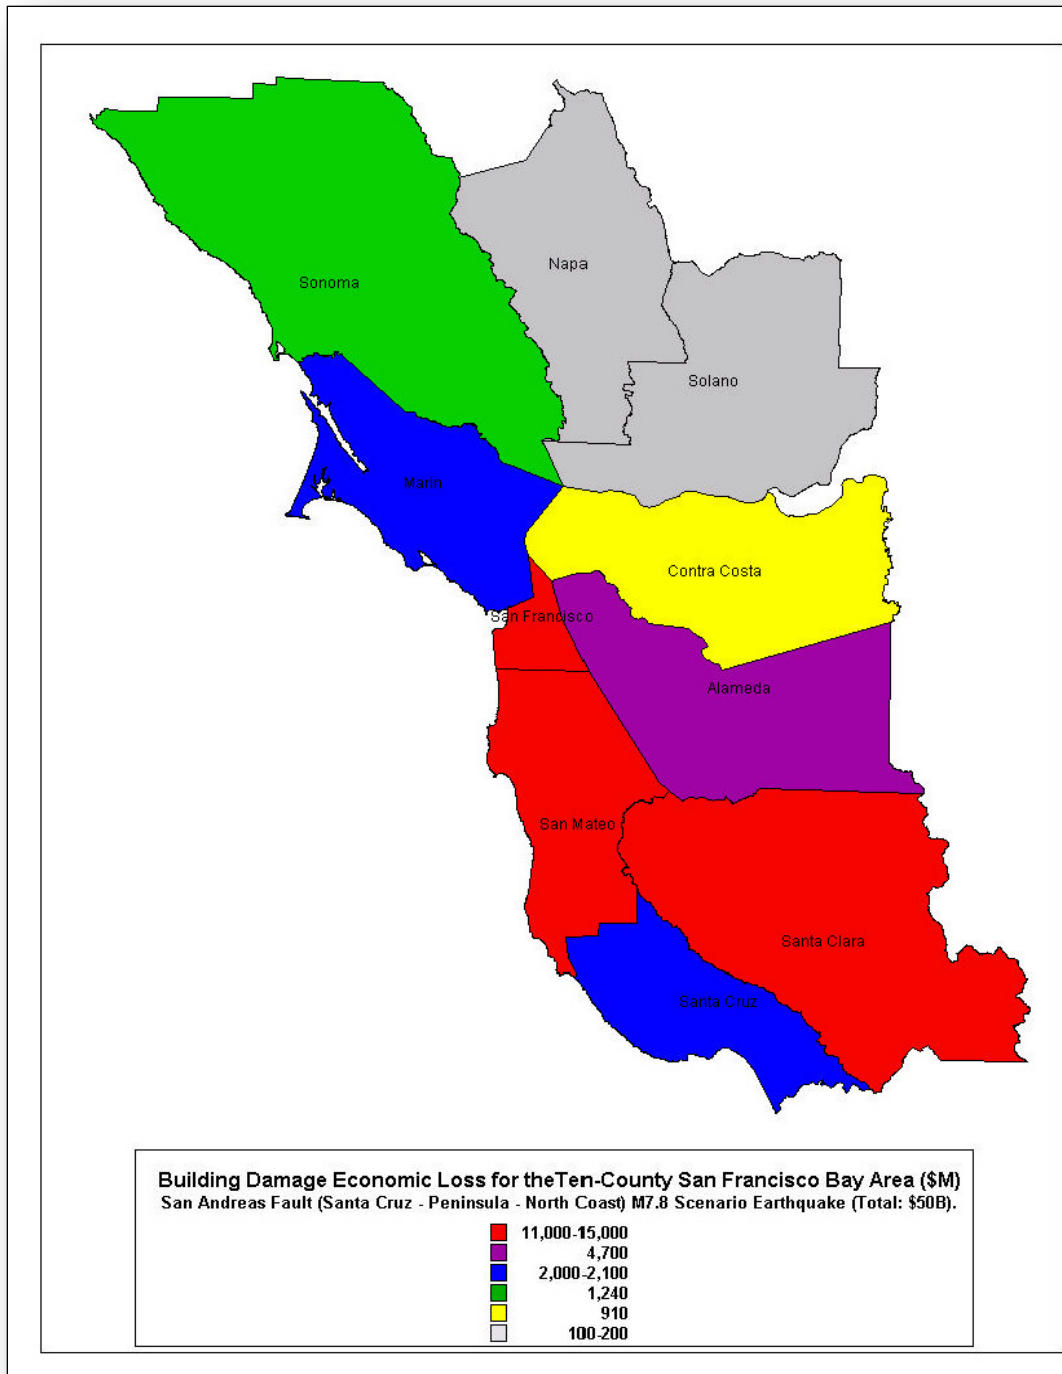 Napa
Sonoma
Solano
Marin
Contra Costa
San Francisco
Alameda
San Mateo
Santa Clara
Santa Cruz
Building Damage Economic Loss for theTen-County San Francisco Bay Area ($M)
San Andreas Fault (Santa Cruz - Peninsula - North Coast) M7.8 Scenario Earthquake (Total: $50B).
11,000-15,000
4,700
2,000-2,100
1,240
910
100-200